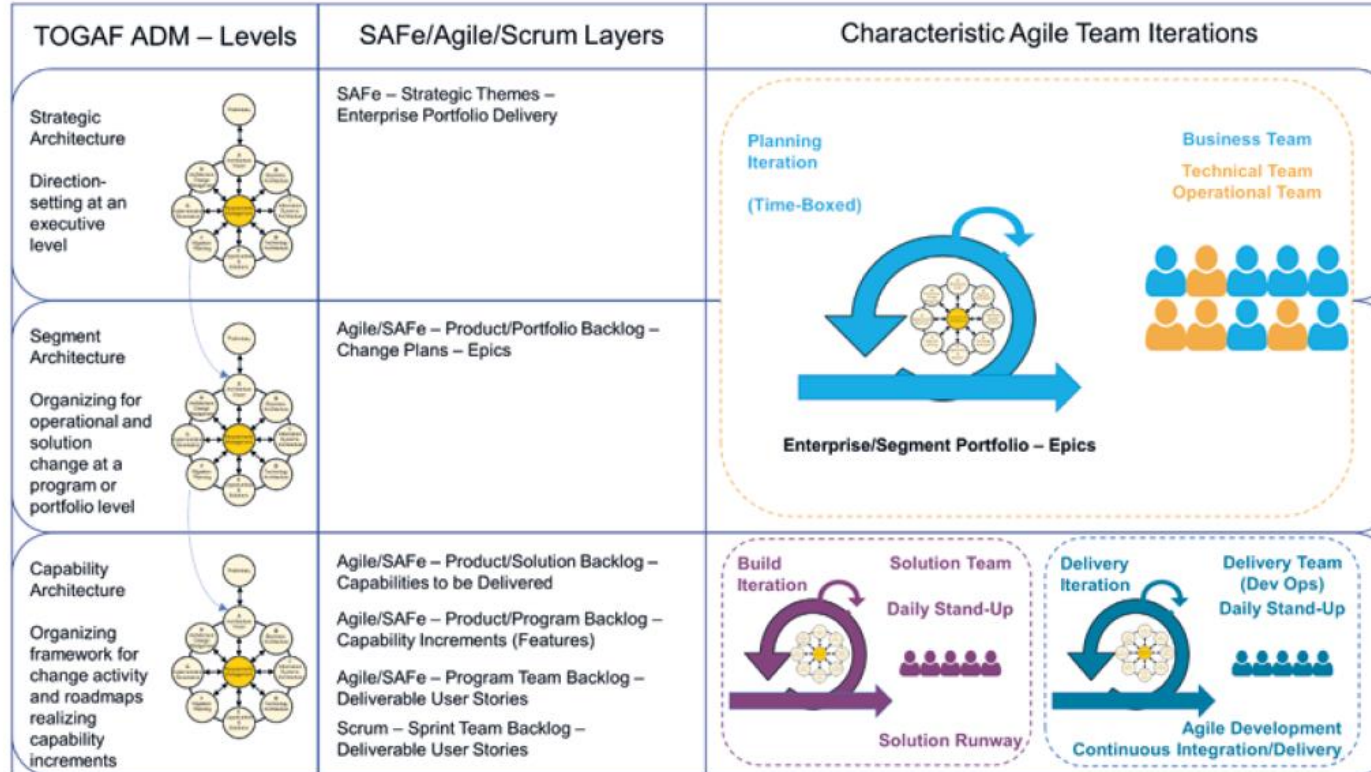 TOGAF ADM – Levels
SAFe/Agile/Scrum Layers
Characteristic Agile Team Iterations
Strategic
Architecture
Direction-
setting at an
executive
level
SAFe – Strategic Themes –
Enterprise Portfolio Delivery
Planning
Iteration
(Time-Boxed)
Business Team
Technical Team
Operational Team
Enterprise/Segment Portfolio – Epics
Segment
Architecture
Organizing for
operational and
solution
change at a
program or
portfolio level
Agile/SAFe – Product/Portfolio Backlog –
Change Plans – Epics
Capability
Architecture
Organizing
framework for
change activity
and roadmaps
realizing
capability
increments
Agile/SAFe – Product/Solution Backlog –
Capabilities to be Delivered
Agile/SAFe – Product/Program Backlog –
Capability Increments (Features)
Agile/SAFe – Program Team Backlog –
Deliverable User Stories
Scrum – Sprint Team Backlog –
Deliverable User Stories
Build
Iteration
Solution Team
Daily Stand-Up
Solution Runway
Delivery
Iteration
Delivery Team
(Dev Ops)
Daily Stand-Up
Agile Development
Continuous Integration/Delivery